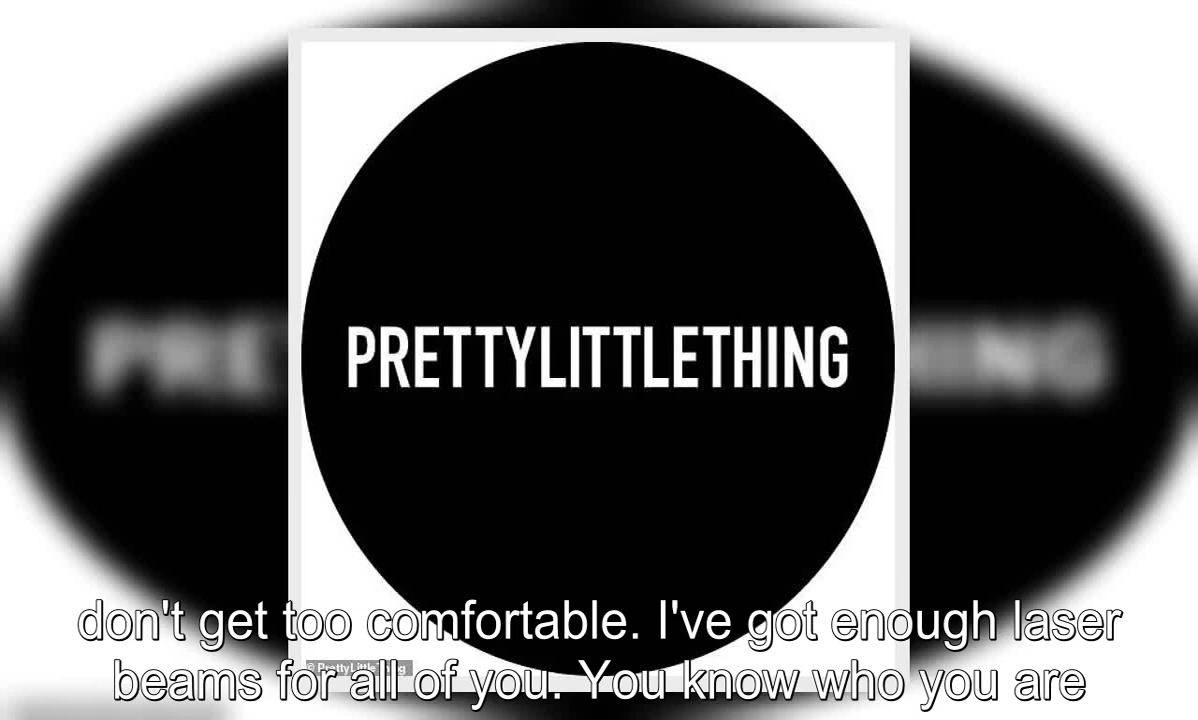 PRETTYLITTLETHING
© PrettyLittleThing
don't get too comfortable. I've got enough laser
beams for all of you. You know who you are